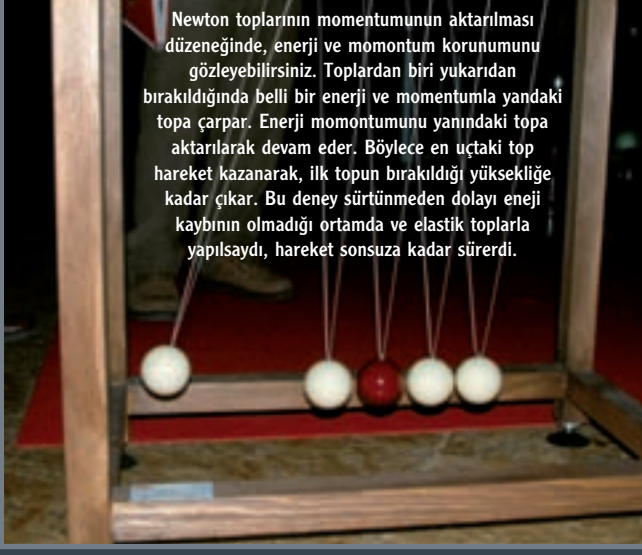 Newton toplarının momentumunun aktarılması
düzeneğinde, enerji ve momontum korunumunu
gözleyebilirsiniz. Toplardan biri yukarıdan
bırakıldığında belli bir enerji ve momentumla yandaki
topa çarpar. Enerji momontumunu yanındaki topa
aktarılarak devam eder. Böylece en uçtaki top
hareket kazanarak, ilk topun bırakıldığı yüksekliğe
kadar çıkar. Bu deney sürtünmeden dolayı eneji
kaybının olmadığı ortamda ve elastik toplarla
yapılsaydı, hareket sonsuza kadar sürerdi.